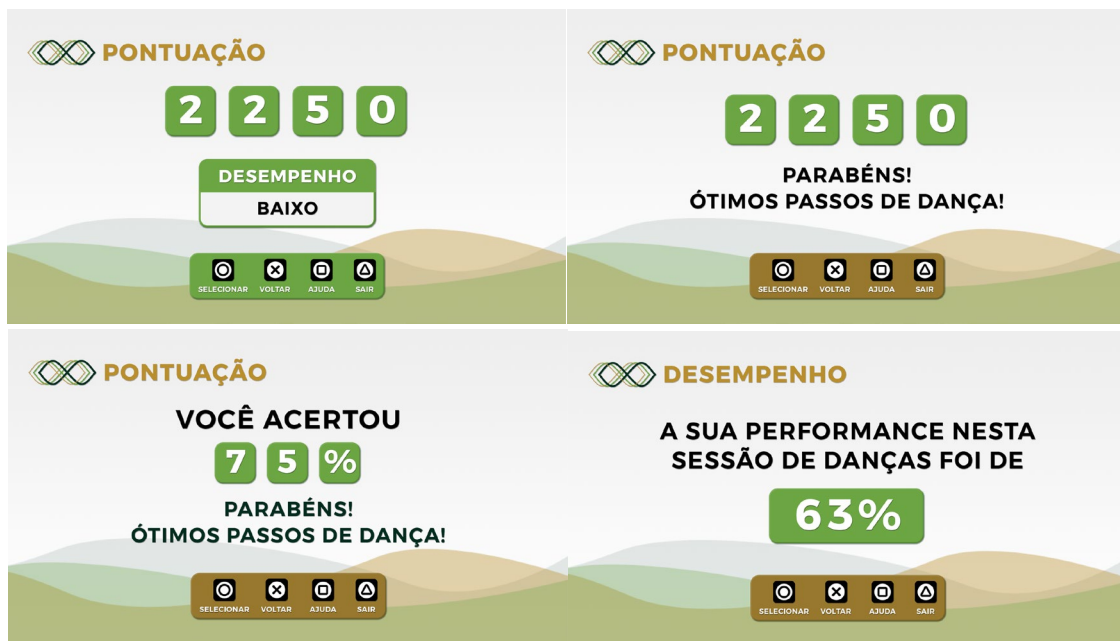 PONTUAÇÃO
2 2 5 0
DESEMPENHO
BAIXO
SELECIONAR VOLTAR AJUDA SAIR
PONTUAÇÃO
2 2 5 0
PARABÉNS!
ÓTIMOS PASSOS DE DANÇA!
SELECIONAR VOLTAR AJUDA SAIR
PONTUAÇÃO
VOCÊ ACERTOU
7 5 %
PARABÉNS!
ÓTIMOS PASSOS DE DANÇA!
SELECIONAR VOLTAR AJUDA SAIR
DESEMPENHO
A SUA PERFORMANCE NESTA
SESSÃO DE DANÇAS FOI DE
63%
SELECIONAR VOLTAR AJUDA SAIR